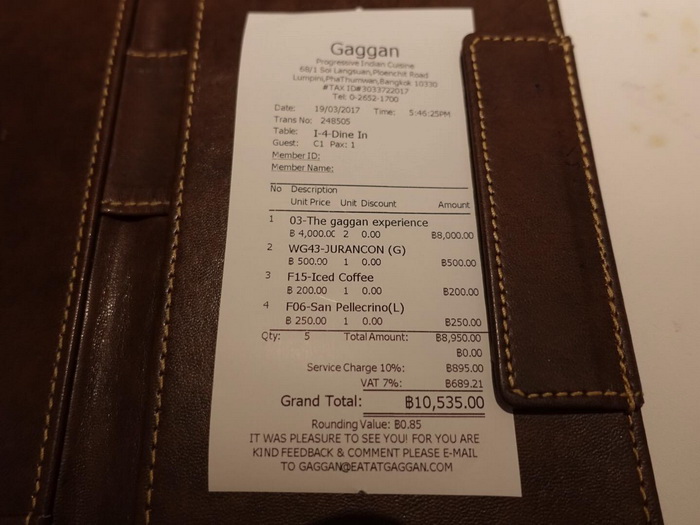 Gaggan
Progressive Indian Cuisine
68/1 Soi Langsuan,Ploenchit Road
Lumpini,PhaThumwan,Bangkok 10330
#TAX ID#3033722017
Tel: 0-2652-1700
Date: 19/03/2017 Time: 5:46:25PM
Trans No: 248505
Table: I-4-Dine In
Guest: C1 Pax: 1
Member ID:
Member Name:
No Description
Unit Price Unit Discount Amount
1 03-The gaggan experience
฿ 4,000.00 2 0.00 ฿8,000.00
2 WG43-JURANCON (G)
฿ 500.00 1 0.00 ฿500.00
3 F15-Iced Coffee
฿ 200.00 1 0.00 ฿200.00
4 F06-San Pellecrino(L)
฿ 250.00 1 0.00 ฿250.00
Qty: 5 Total Amount: ฿8,950.00
฿0.00
Service Charge 10%: ฿895.00
VAT 7%: ฿689.21
Grand Total: ฿10,535.00
Rounding Value: ฿0.85
IT WAS PLEASURE TO SEE YOU! FOR YOU ARE
KIND FEEDBACK & COMMENT PLEASE E-MAIL
TO GAGGAN@EATATGAGGAN.COM